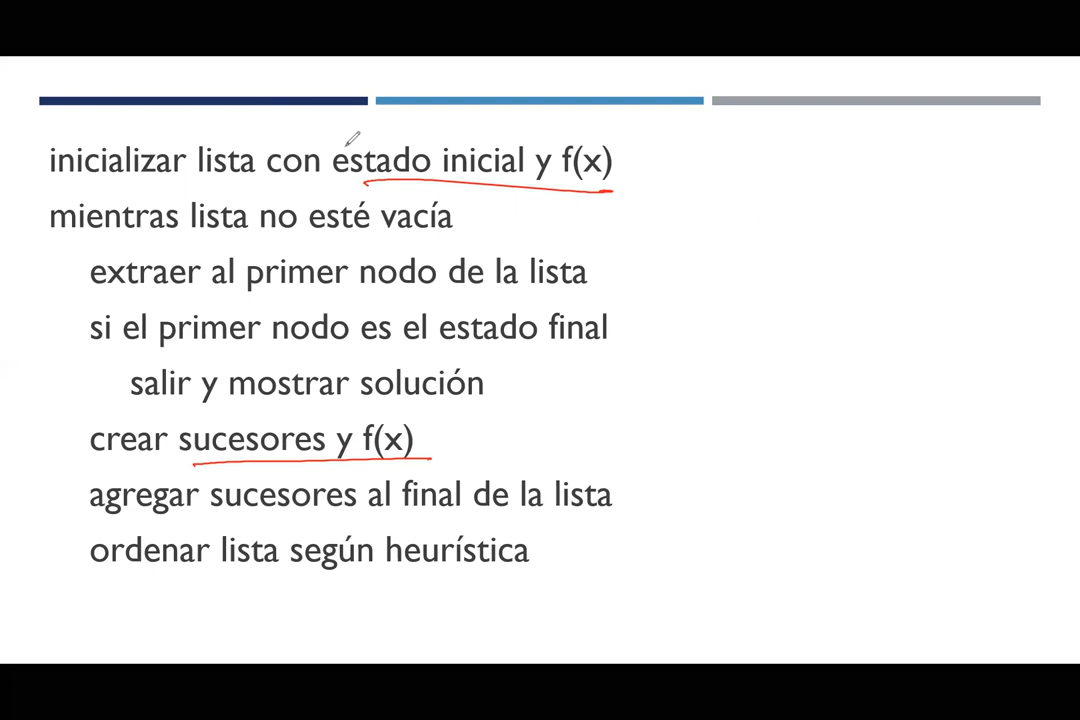 inicializar lista con estado inicial y f(x)
mientras lista no esté vacía
extraer al primer nodo de la lista
si el primer nodo es el estado final
salir y mostrar solución
crear sucesores y f(x)
agregar sucesores al final de la lista
ordenar lista según heurística